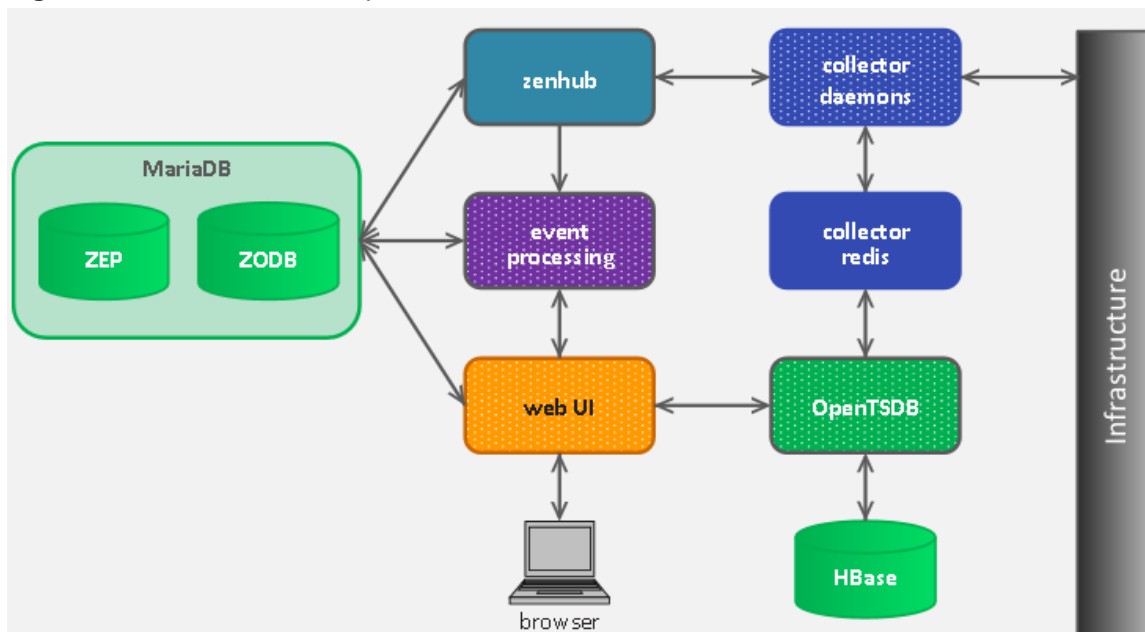 zenhub
collector
daemons
MariaDB
ZEP
ZODB
event
processing
collector
redis
web UI
OpenTSDB
HBase
browser
Infrastructure